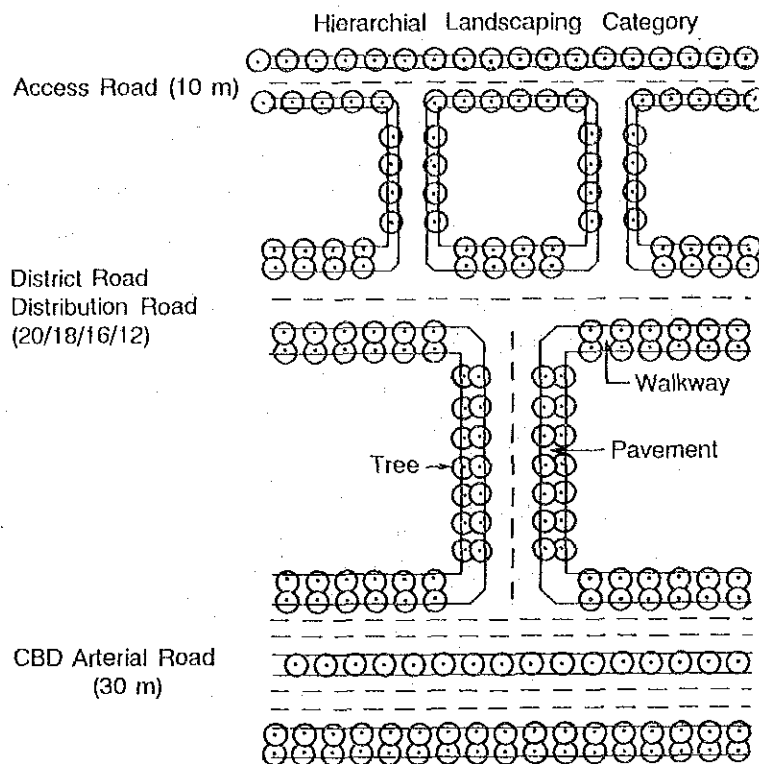 Hierarchial Landscaping Category
Access Road (10 m)
District Road
Distribution Road
(20/18/16/12)
Walkway
Tree
Pavement
CBD Arterial Road
(30 m)